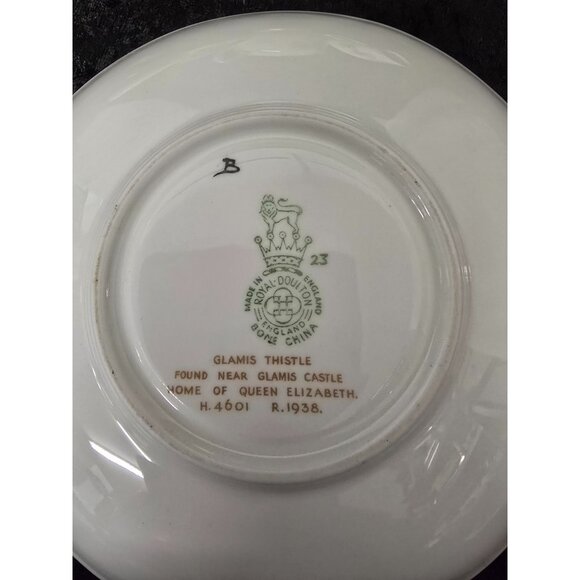 B
23
MADE IN ENGLAND
ROYAL·DOULTON
ENGLAND
BONE CHINA
GLAMIS THISTLE
FOUND NEAR GLAMIS CASTLE
HOME OF QUEEN ELIZABETH.
H.4601 R.1938.